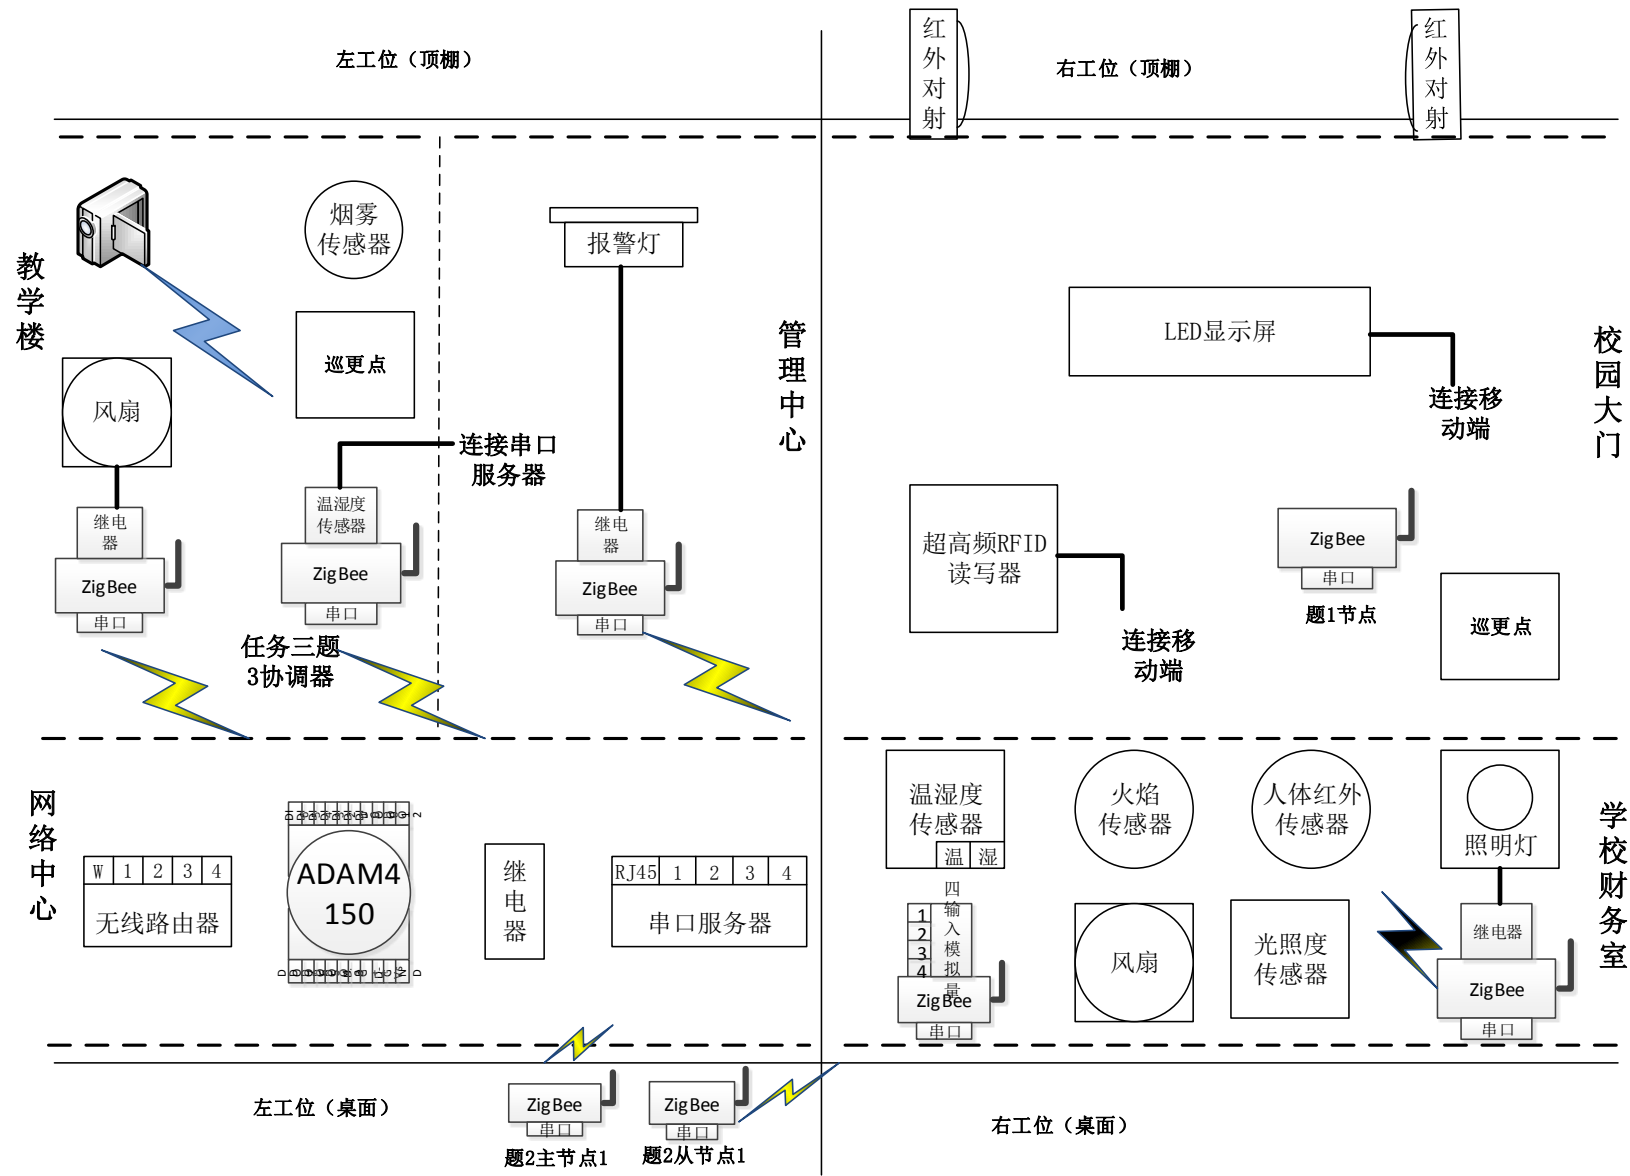 左工位（顶棚）
右工位（顶棚）
红
外
对
射
红
外
对
射
教
学
楼
烟雾
传感器
巡更点
风扇
继电
器
ZigBee
串口
连接串口
服务器
温湿度
传感器
ZigBee
串口
任务三题
3协调器
报警灯
继电
器
ZigBee
串口
管
理
中
心
LED显示屏
连接移
动端
校
园
大
门
超高频RFID
读写器
连接移
动端
ZigBee
串口
题1节点
巡更点
网
络
中
心
W 1 2 3 4
无线路由器
ADAM4
150
继
电
器
RJ45 1 2 3 4
串口服务器
温湿度
传感器
温 湿
火焰
传感器
人体红外
传感器
照明灯
学
校
财
务
室
四
输
入
模
拟
量
1
2
3
4
ZigBee
串口
风扇
光照度
传感器
继电器
ZigBee
串口
左工位（桌面）
ZigBee
串口
题2主节点1
ZigBee
串口
题2从节点1
右工位（桌面）